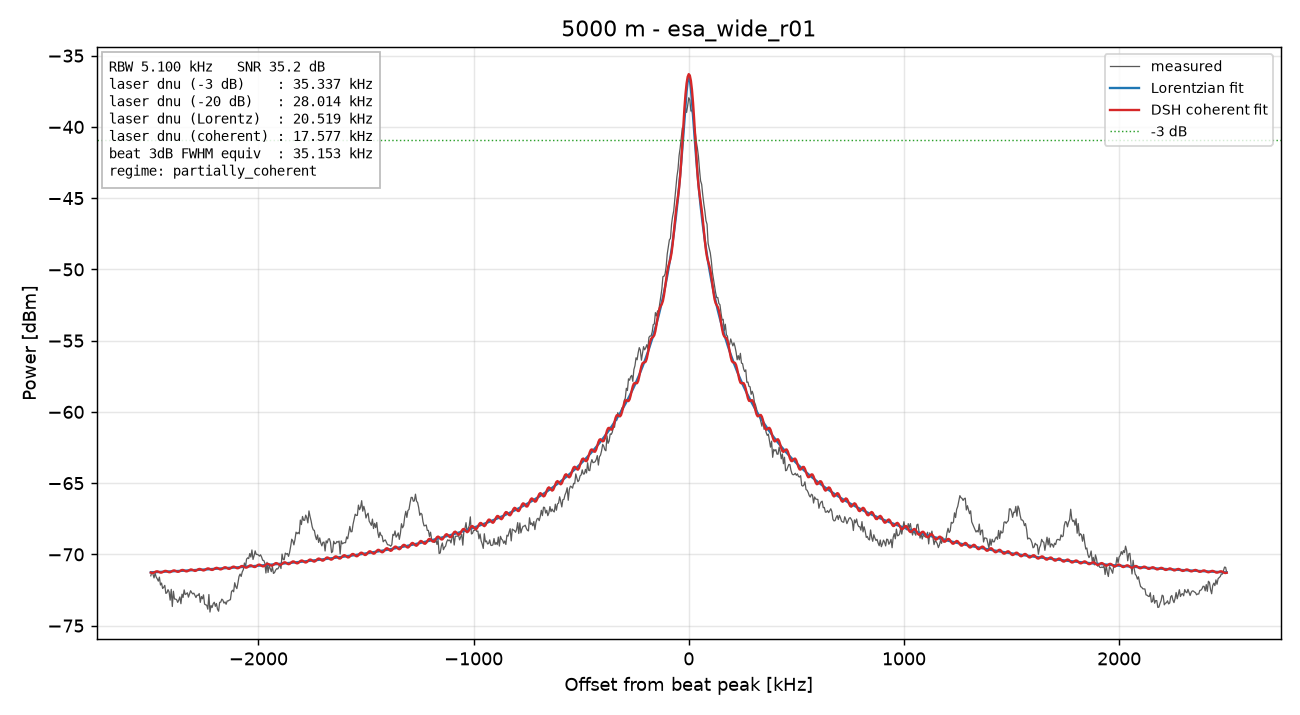 5000 m - esa_wide_r01
RBW 5.100 kHz   SNR 35.2 dB
laser dnu (-3 dB)    : 35.337 kHz
laser dnu (-20 dB)   : 28.014 kHz
laser dnu (Lorentz)  : 20.519 kHz
laser dnu (coherent) : 17.577 kHz
beat 3dB FWHM equiv  : 35.153 kHz
regime: partially_coherent
measured
Lorentzian fit
DSH coherent fit
-3 dB
Power [dBm]
−35
−40
−45
−50
−55
−60
−65
−70
−75
−2000
−1000
0
1000
2000
Offset from beat peak [kHz]